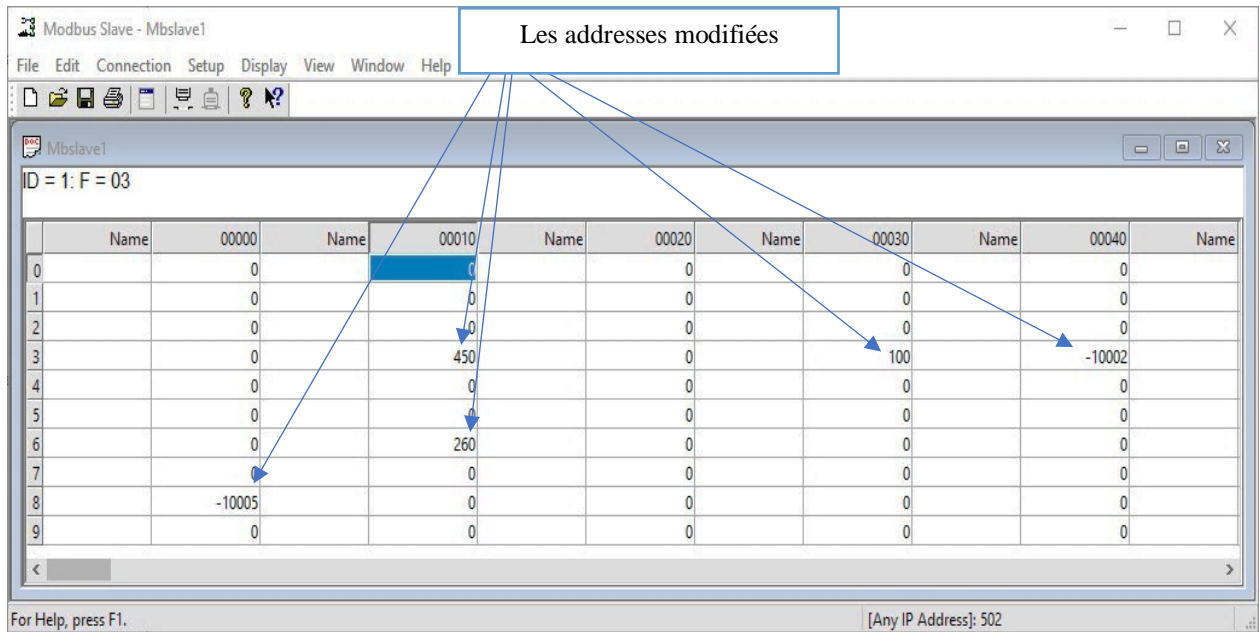 Modbus Slave - Mbslave1
Les addresses modifiées
File Edit Connection Setup Display View Window Help
Mbslave1
ID = 1: F = 03
Name 00000 Name 00010 Name 00020 Name 00030 Name 00040 Name
0 0 0 0 0 0
1 0 0 0 0 0
2 0 0 0 0 0
3 0 450 0 100 -10002
4 0 0 0 0 0
5 0 0 0 0 0
6 0 260 0 0 0
7 0 0 0 0 0
8 -10005 0 0 0 0
9 0 0 0 0 0
For Help, press F1. [Any IP Address]: 502